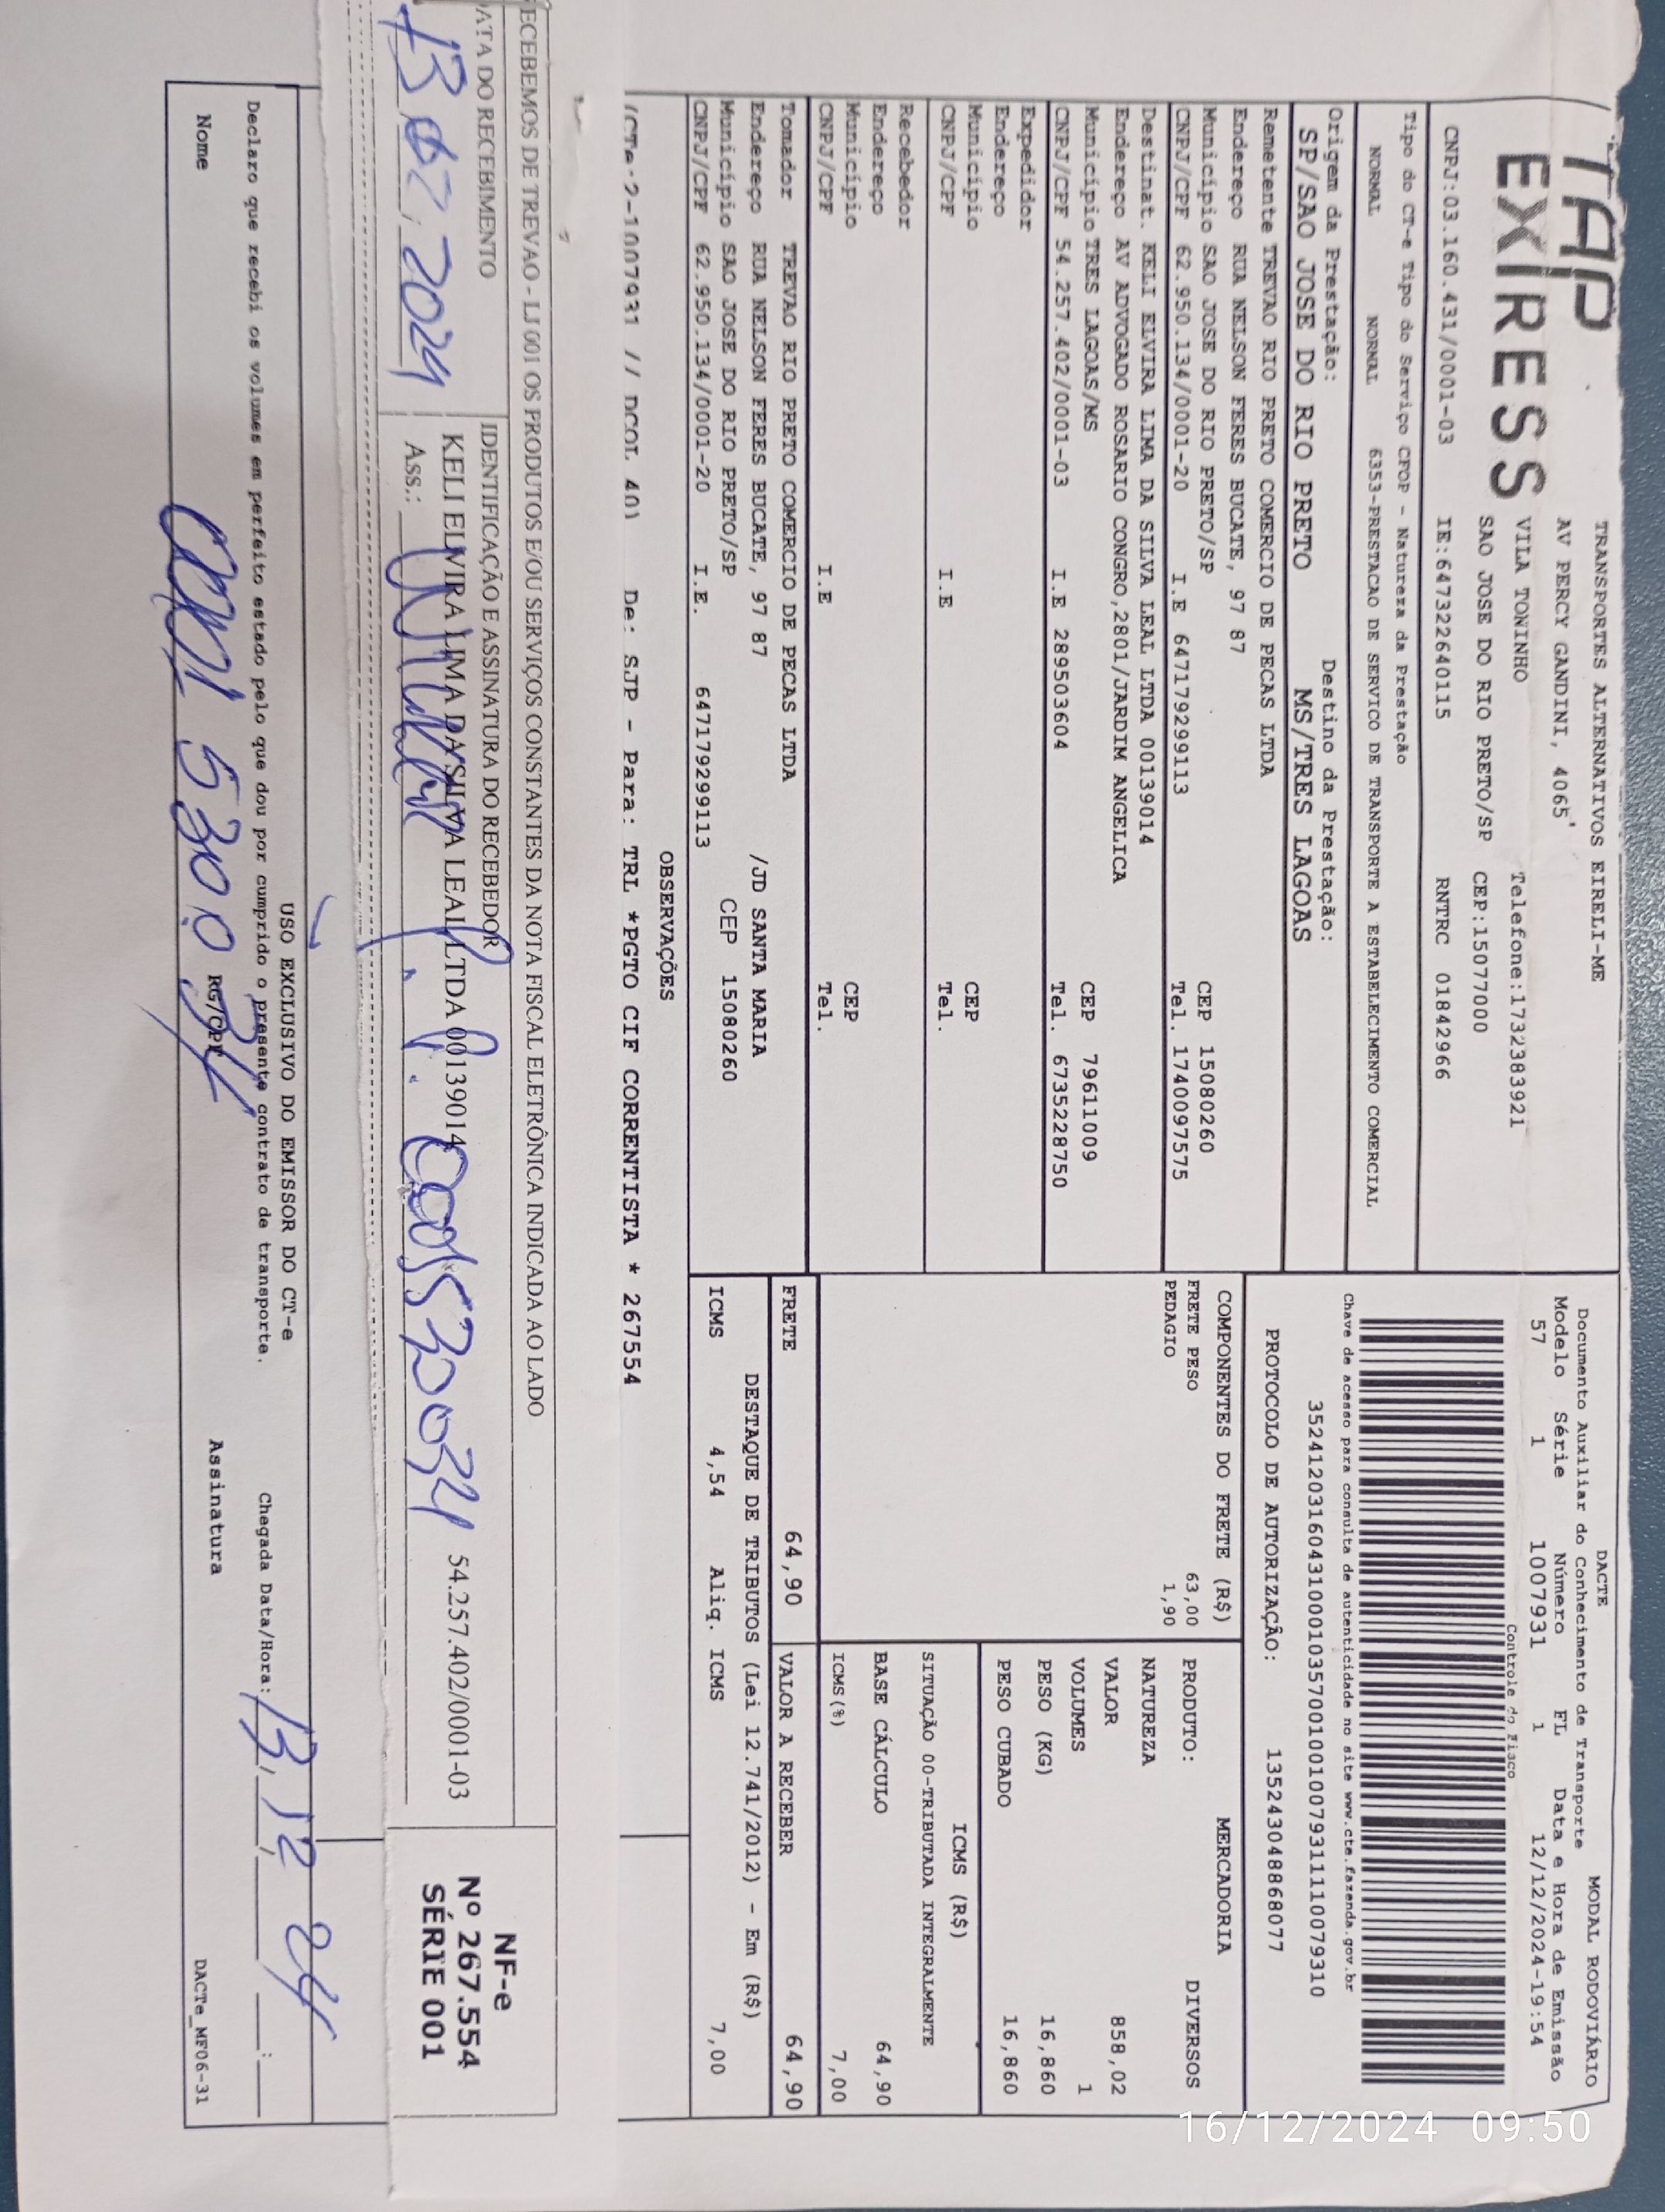 TAP
EXPRESS
TRANSPORTES ALTERNATIVOS EIRELI-ME
AV PERCY GANDINI, 4065
VILA TONINHO Telefone:1732383921
SAO JOSE DO RIO PRETO/SP CEP:15077000
CNPJ:03.160.431/0001-03 IE:647322640115 RNTRC 01842966
DACTE MODAL RODOVIÁRIO
Documento Auxiliar do Conhecimento de Transporte
Modelo Série Número FL Data e Hora de Emissão
57 1 1007931 1 12/12/2024-19:54
Controle do Fisco
Chave de acesso para consulta de autenticidade no site www.cte.fazenda.gov.br
35241203160431000103570010010079311110079310
PROTOCOLO DE AUTORIZAÇÃO: 135243048868077
Tipo do CT-e Tipo do Serviço CFOP - Natureza da Prestação
NORMAL NORMAL 6353-PRESTACAO DE SERVICO DE TRANSPORTE A ESTABELECIMENTO COMERCIAL
Origem da Prestação: Destino da Prestação:
SP/SAO JOSE DO RIO PRETO MS/TRES LAGOAS
Remetente TREVAO RIO PRETO COMERCIO DE PECAS LTDA
Endereço RUA NELSON FERES BUCATE, 97 87
Município SAO JOSE DO RIO PRETO/SP CEP 15080260
CNPJ/CPF 62.950.134/0001-20 I.E 647179299113 Tel. 1740097575
Destinat. KELI ELVIRA LIMA DA SILVA LEAL LTDA 00139014
Endereço AV ADVOGADO ROSARIO CONGRO,2801/JARDIM ANGELICA
Município TRES LAGOAS/MS CEP 79611009
CNPJ/CPF 54.257.402/0001-03 I.E 289503604 Tel. 6735228750
Expedidor
Endereço
Município CEP
CNPJ/CPF I.E Tel.
Recebedor
Endereço
Município CEP
CNPJ/CPF I.E Tel.
Tomador TREVAO RIO PRETO COMERCIO DE PECAS LTDA
Endereço RUA NELSON FERES BUCATE, 97 87 /JD SANTA MARIA
Município SAO JOSE DO RIO PRETO/SP CEP 15080260
CNPJ/CPF 62.950.134/0001-20 I.E. 647179299113
COMPONENTES DO FRETE (R$)
FRETE PESO 63,00
PEDAGIO 1,90
MERCADORIA
PRODUTO: DIVERSOS
NATUREZA
VALOR 858,02
VOLUMES 1
PESO (KG) 16,860
PESO CUBADO 16,860
ICMS (R$)
SITUAÇÃO 00-TRIBUTADA INTEGRALMENTE
BASE CÁLCULO 64,90
ICMS(%) 7,00
FRETE 64,90 VALOR A RECEBER 64,90
DESTAQUE DE TRIBUTOS (Lei 12.741/2012) - Em (R$)
ICMS 4,54 Aliq. ICMS 7,00
OBSERVAÇÕES
De: SJP - Para: TRL *PGTO CIF CORRENTISTA * 267554
ECEBEMOS DE TREVAO - LJ 001 OS PRODUTOS E/OU SERVIÇOS CONSTANTES DA NOTA FISCAL ELETRÔNICA INDICADA AO LADO
ATA DO RECEBIMENTO IDENTIFICAÇÃO E ASSINATURA DO RECEBEDOR
KELI ELVIRA LIMA DA SILVA LEAL LTDA 00139014 54.257.402/0001-03
2024 Ass.:
NF-e
Nº 267.554
SÉRIE 001
USO EXCLUSIVO DO EMISSOR DO CT-e
Declaro que recebi os volumes em perfeito estado pelo que dou por cumprido o presente contrato de transporte. Chegada Data/Hora: 13, 12 24
Nome RG/CPF Assinatura
DACTe_MF06-31
16/12/2024 09:50